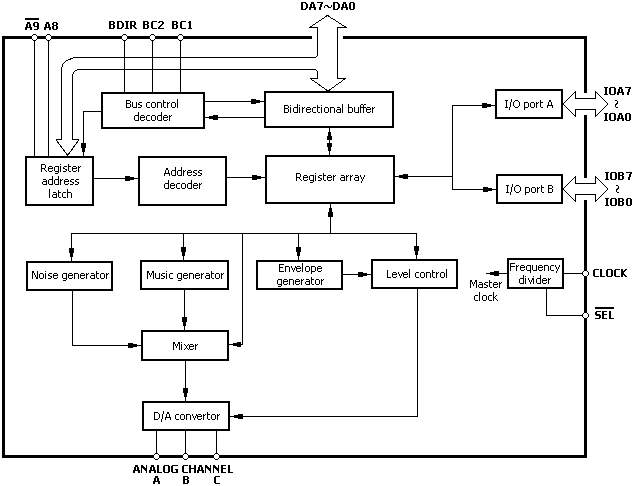 DA7~DA0
A9 A8
BDIR BC2 BC1
Bus control
decoder
Bidirectional buffer
I/O port A
IOA7
~
IOA0
Register
address
latch
Address
decoder
Register array
I/O port B
IOB7
~
IOB0
Noise generator
Music generator
Envelope
generator
Level control
Master
clock
Frequency
divider
CLOCK
SEL
Mixer
D/A convertor
ANALOG CHANNEL
A B C